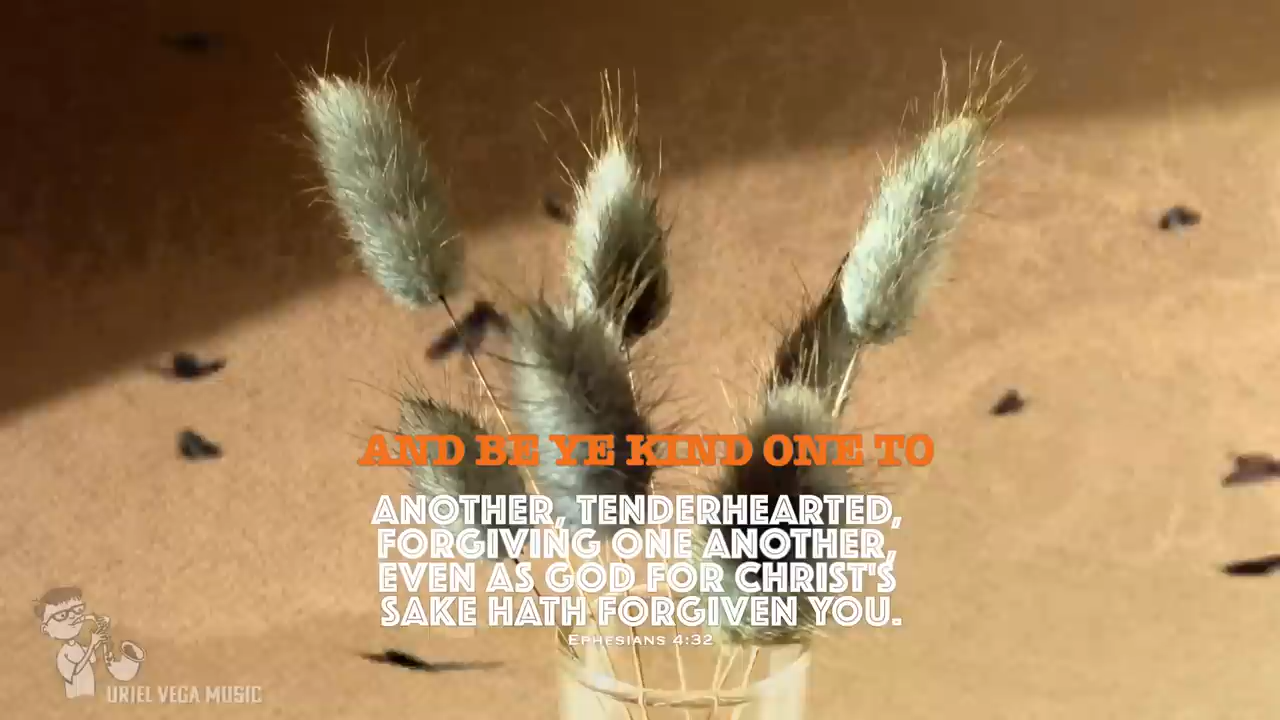 AND BE YE KIND ONE TO
ANOTHER, TENDERHEARTED,
FORGIVING ONE ANOTHER,
EVEN AS GOD FOR CHRIST'S
SAKE HATH FORGIVEN YOU.
EPHESIANS 4:32
URIEL VEGA MUSIC